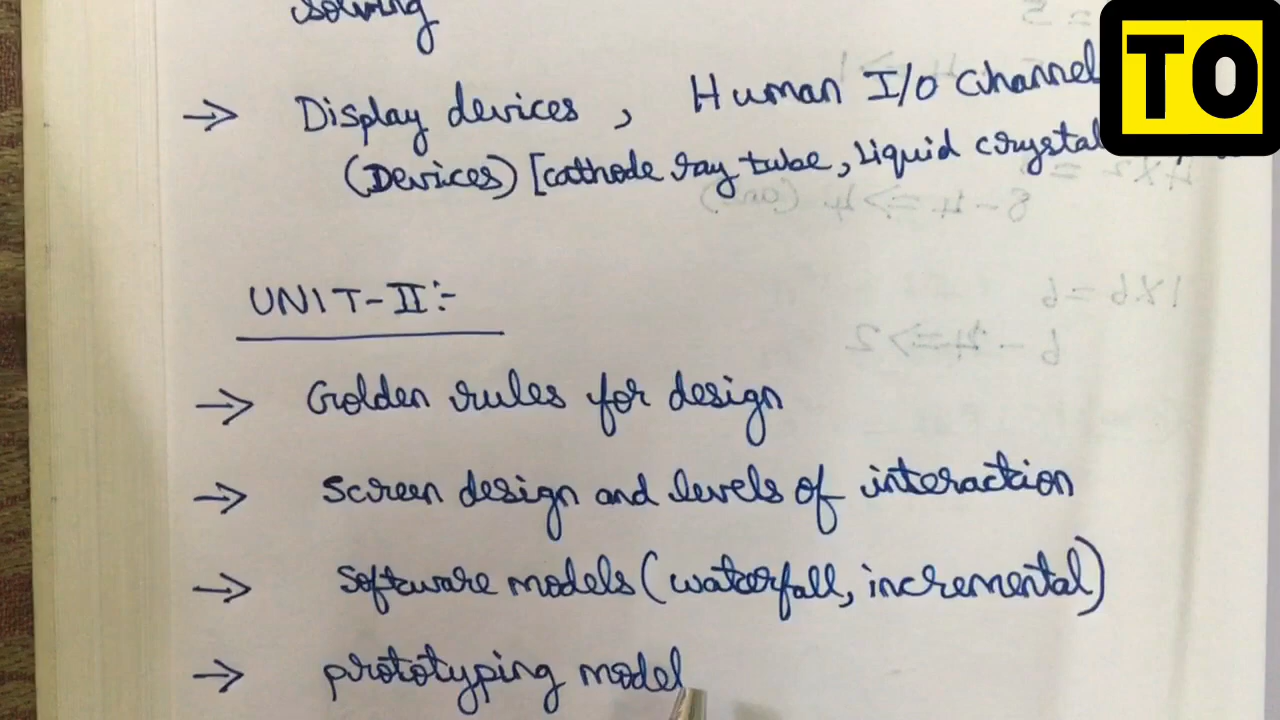 solving
TO
→ Display devices , Human I/O Channel
(Devices) [cathode ray tube, Liquid crystal
UNIT-II:-
→ Golden rules for design
→ Screen design and levels of interaction
→ Software models (waterfall, incremental)
→ prototyping model